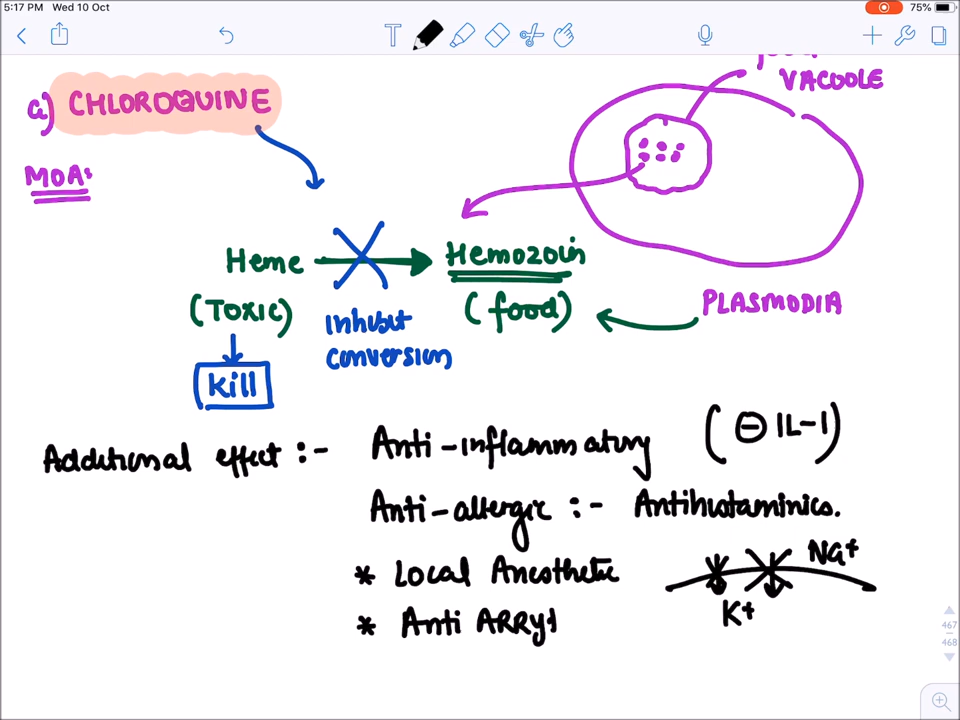 5:17 PM Wed 10 Oct
75%
T
VACUOLE
a) CHLOROQUINE
MOA:
Heme
Hemozoin
(Toxic)
(food)
PLASMODIA
Inhibit
conversion
Kill
Additional effect :- Anti-inflammatory (⊖ IL-1)
Anti-allergic :- Antihistaminics.
* Local Anesthetic
Na+
K+
* Anti ARRyt
467
468